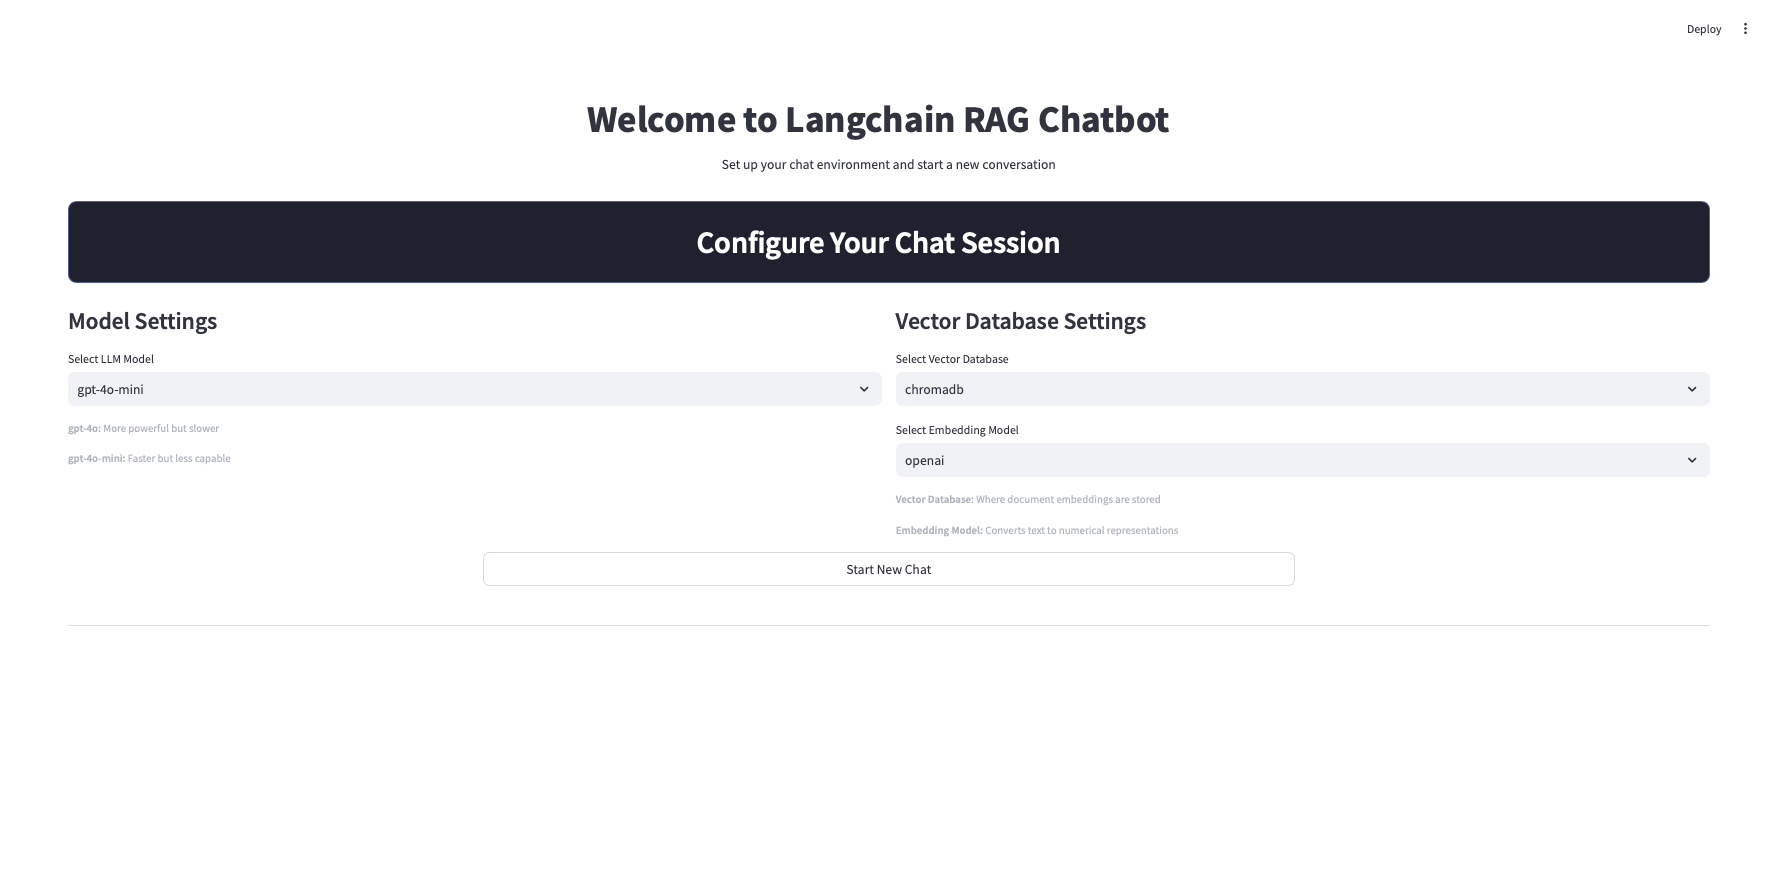 Deploy
Welcome to Langchain RAG Chatbot
Set up your chat environment and start a new conversation
Configure Your Chat Session
Model Settings
Select LLM Model
gpt-4o-mini
gpt-4o: More powerful but slower
gpt-4o-mini: Faster but less capable
Vector Database Settings
Select Vector Database
chromadb
Select Embedding Model
openai
Vector Database: Where document embeddings are stored
Embedding Model: Converts text to numerical representations
Start New Chat